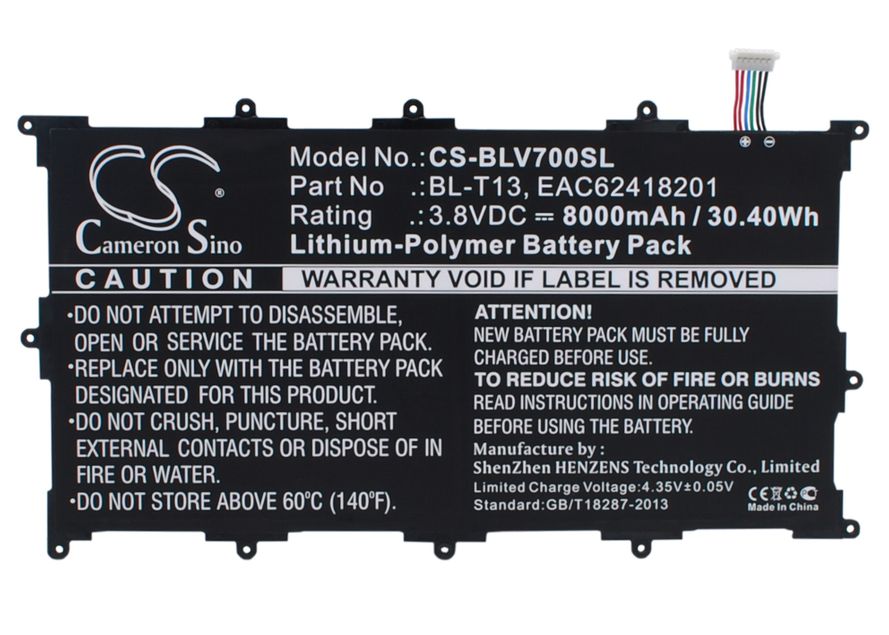 CS
Cameron Sino
Model No.:CS-BLV700SL
Part No .:BL-T13, EAC62418201
Rating .:3.8VDC ⎓ 8000mAh / 30.40Wh
Lithium-Polymer Battery Pack
CAUTION
WARRANTY VOID IF LABEL IS REMOVED
•DO NOT ATTEMPT TO DISASSEMBLE,
OPEN OR SERVICE THE BATTERY.
•REPLACE ONLY WITH THE BATTERY PACK
DESIGNATED FOR THIS PRODUCT.
•DO NOT CRUSH, PUNCTURE, SHORT
EXTERNAL CONTACTS OR DISPOSE OF IN
FIRE OR WATER.
•DO NOT STORE ABOVE 60℃ (140℉).
ATTENTION!
NEW BATTERY PACK MUST BE FULLY
CHARGED BEFORE USE.
TO REDUCE RISK OF FIRE OR BURNS
READ INSTRUCTIONS IN OPERATING GUIDE
BEFORE USING THE BATTERY.
Manufacture by :
ShenZhen HENZENS Technology Co., Limited
Limited Charge Voltage:4.35V±0.05V
Standard:GB/T18287-2013
CE
Made In China